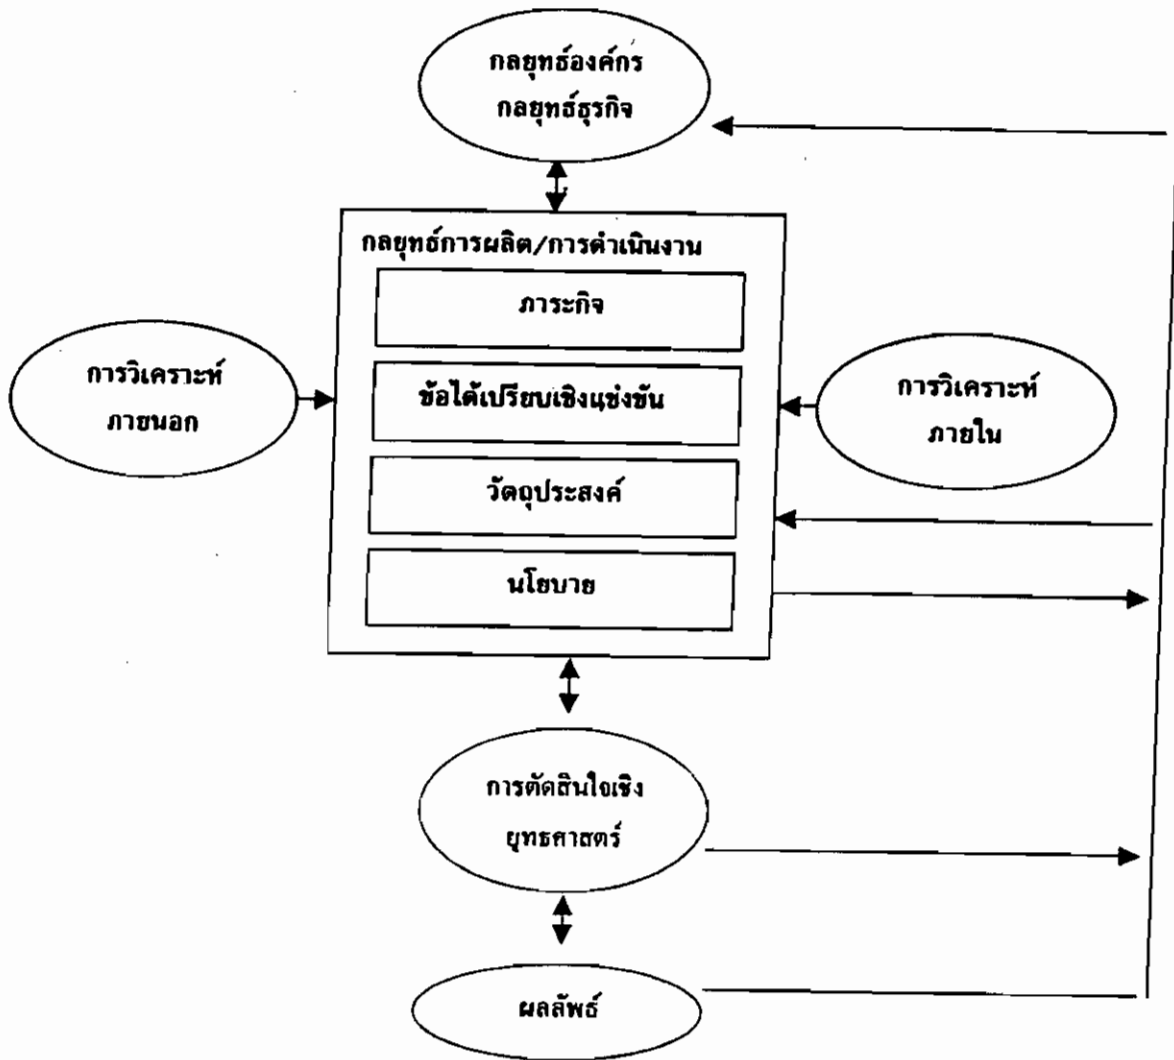 กลยุทธ์องค์กร
กลยุทธ์ธุรกิจ
กลยุทธ์การผลิต/การดำเนินงาน
ภาระกิจ
การวิเคราะห์
ภายนอก
ข้อได้เปรียบเชิงแข่งขัน
การวิเคราะห์
ภายใน
วัตถุประสงค์
นโยบาย
การตัดสินใจเชิง
ยุทธศาสตร์
ผลลัพธ์